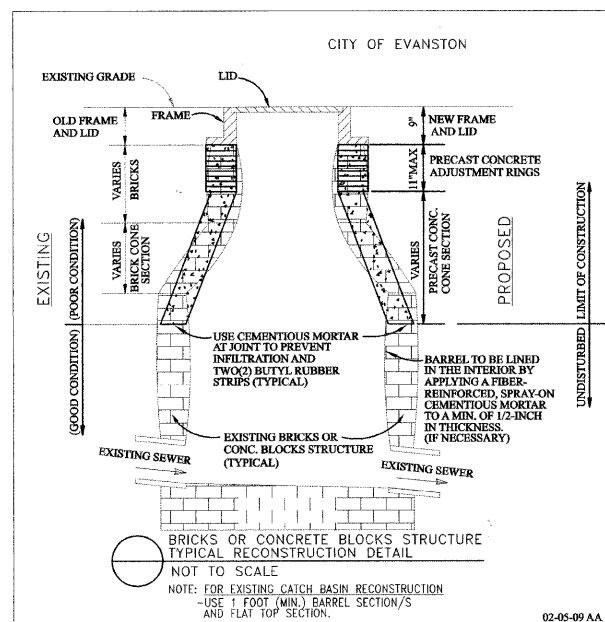 CITY OF EVANSTON
EXISTING GRADE
LID
OLD FRAME
AND LID
FRAME
9"
NEW FRAME
AND LID
VARIES
BRICKS
11"MAX
PRECAST CONCRETE
ADJUSTMENT RINGS
EXISTING
(POOR CONDITION)
(GOOD CONDITION)
VARIES
BRICK CONE
SECTION
VARIES
PRECAST CONC.
CONE SECTION
PROPOSED
LIMIT OF CONSTRUCTION
UNDISTURBED
USE CEMENTIOUS MORTAR
AT JOINT TO PREVENT
INFILTRATION AND
TWO(2) BUTYL RUBBER
STRIPS (TYPICAL)
BARREL TO BE LINED
IN THE INTERIOR BY
APPLYING A FIBER-
REINFORCED, SPRAY-ON
CEMENTIOUS MORTAR
TO A MIN. OF 1/2-INCH
IN THICKNESS.
(IF NECESSARY)
EXISTING BRICKS OR
CONC. BLOCKS STRUCTURE
(TYPICAL)
EXISTING SEWER
EXISTING SEWER
BRICKS OR CONCRETE BLOCKS STRUCTURE
TYPICAL RECONSTRUCTION DETAIL
NOT TO SCALE
NOTE: FOR EXISTING CATCH BASIN RECONSTRUCTION
-USE 1 FOOT (MIN.) BARREL SECTION/S
AND FLAT TOP SECTION.
02-05-09 AA